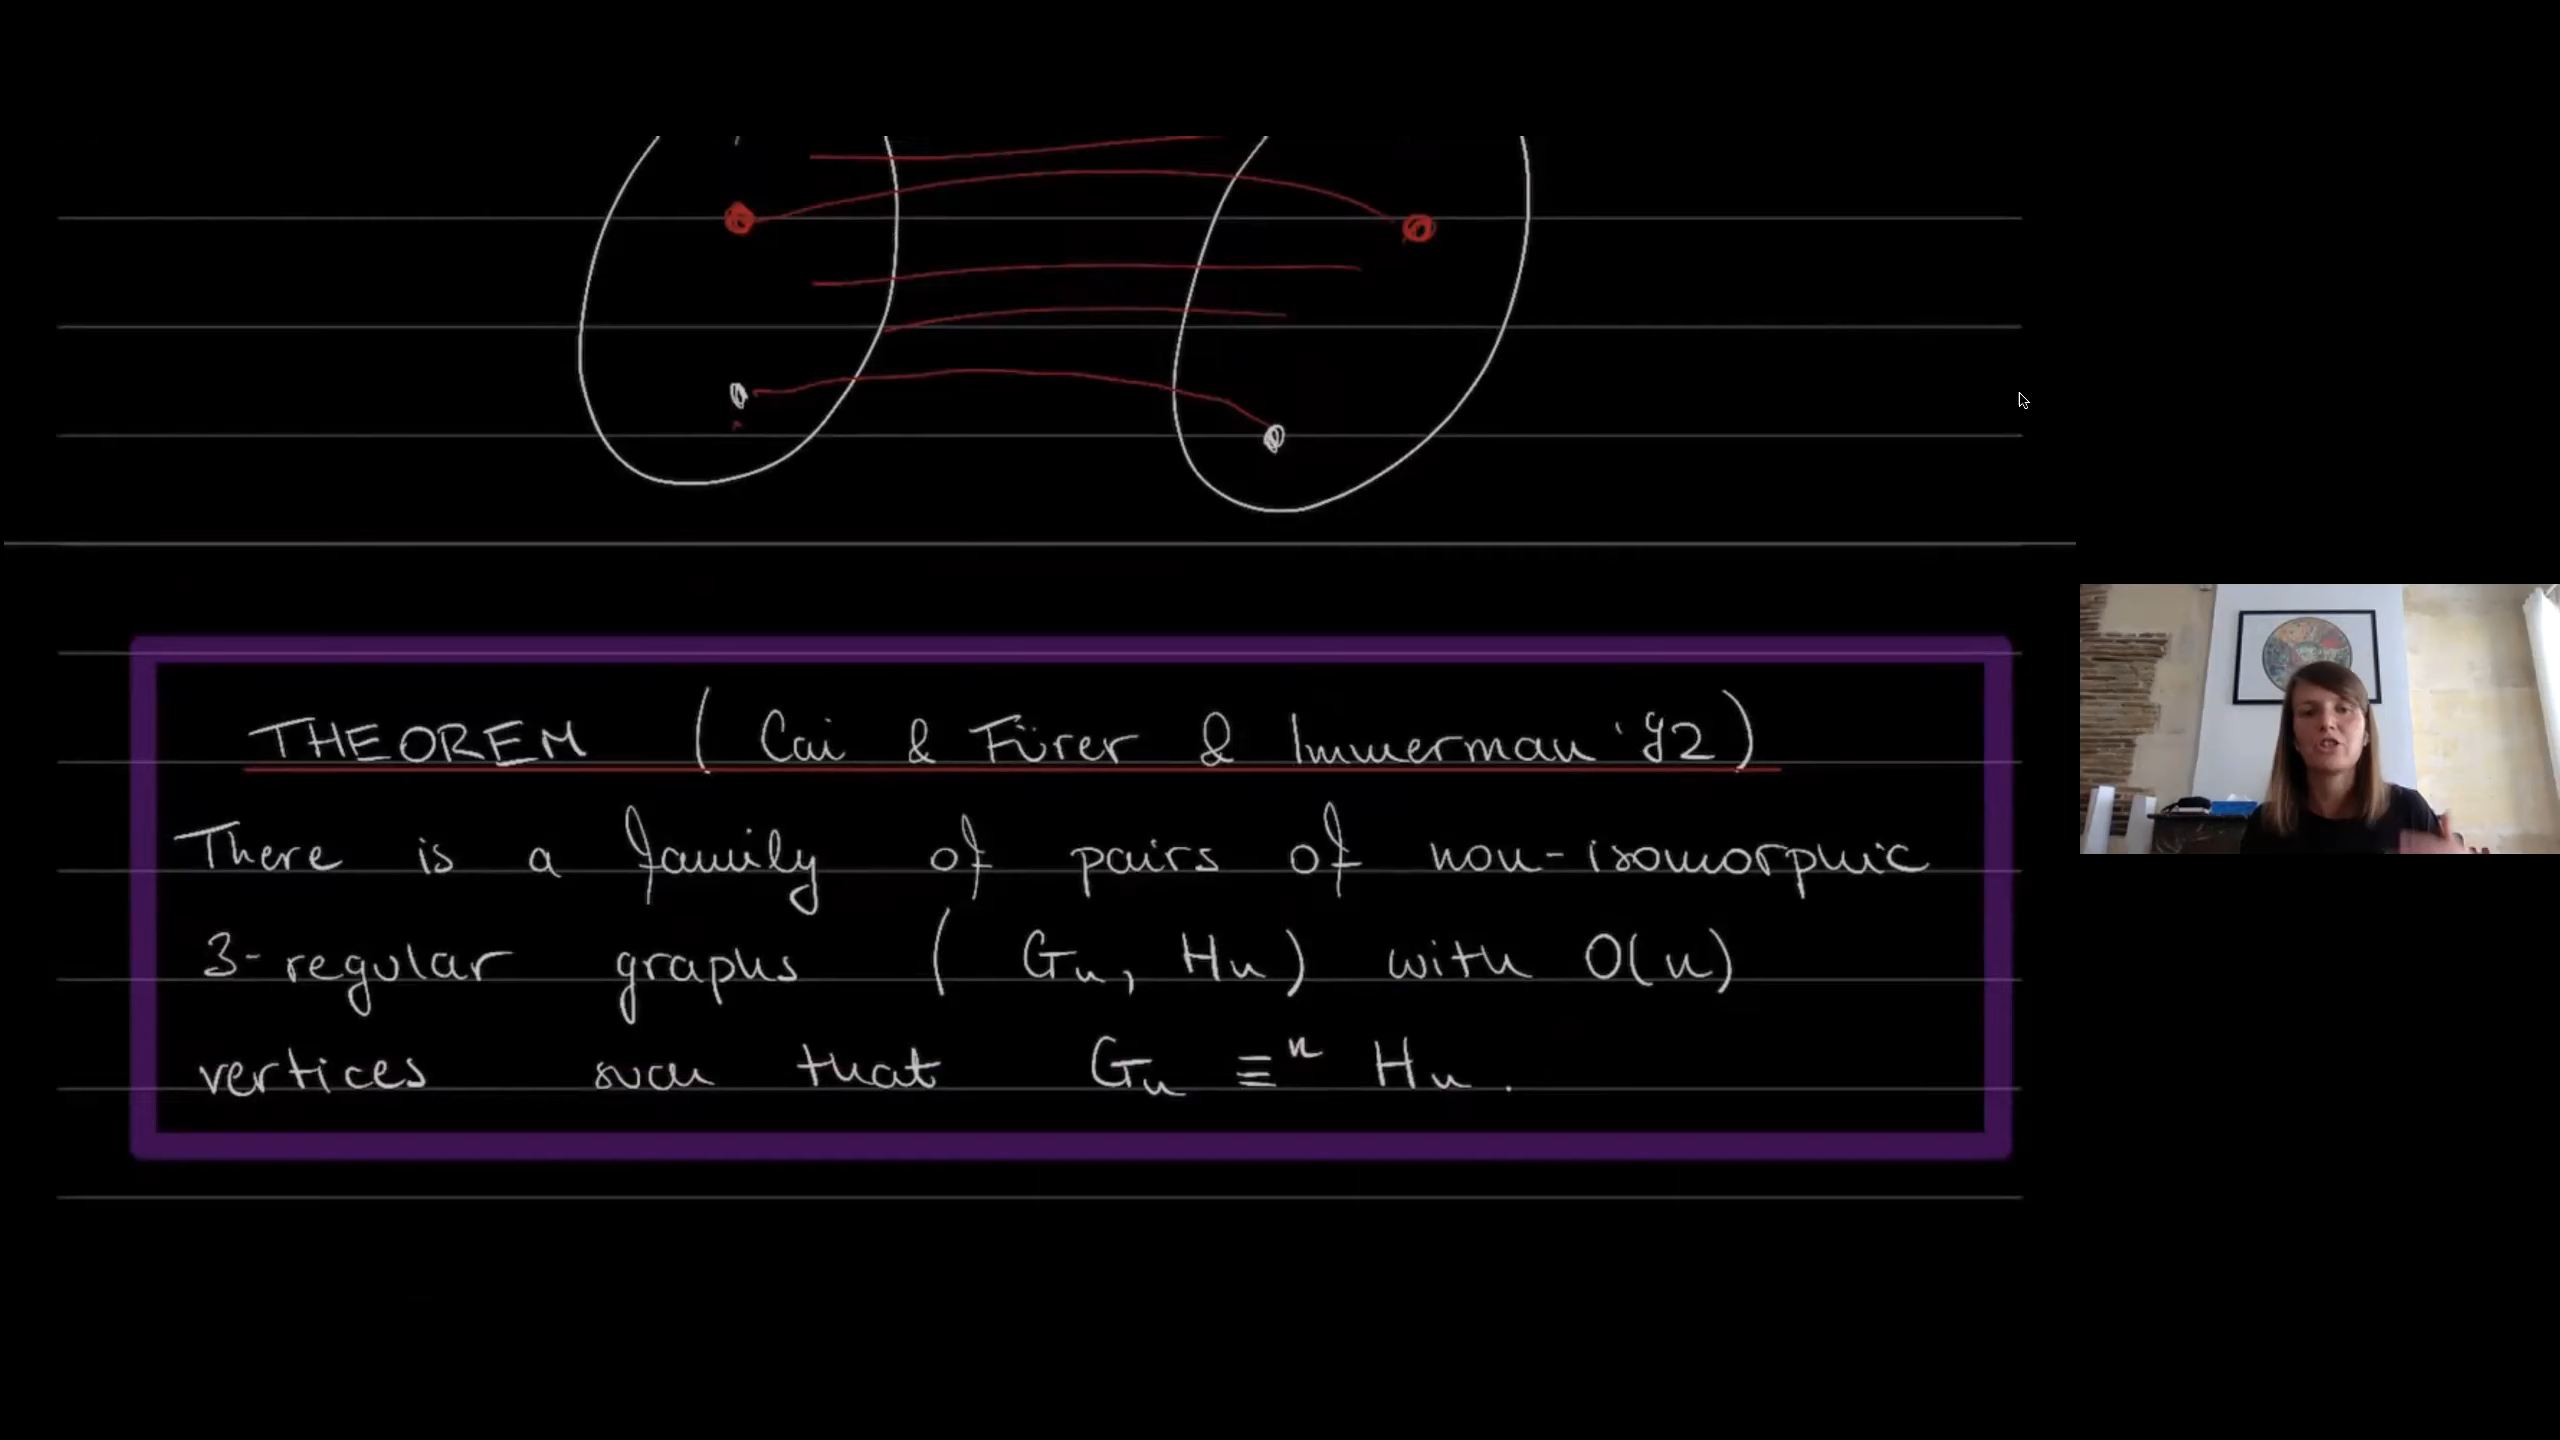 THEOREM ( Cai & Fürer & Immerman '92)
There is a family of pairs of non-isomorphic
3-regular graphs ( Gn, Hn) with O(n)
vertices such that Gn ≡ⁿ Hn .